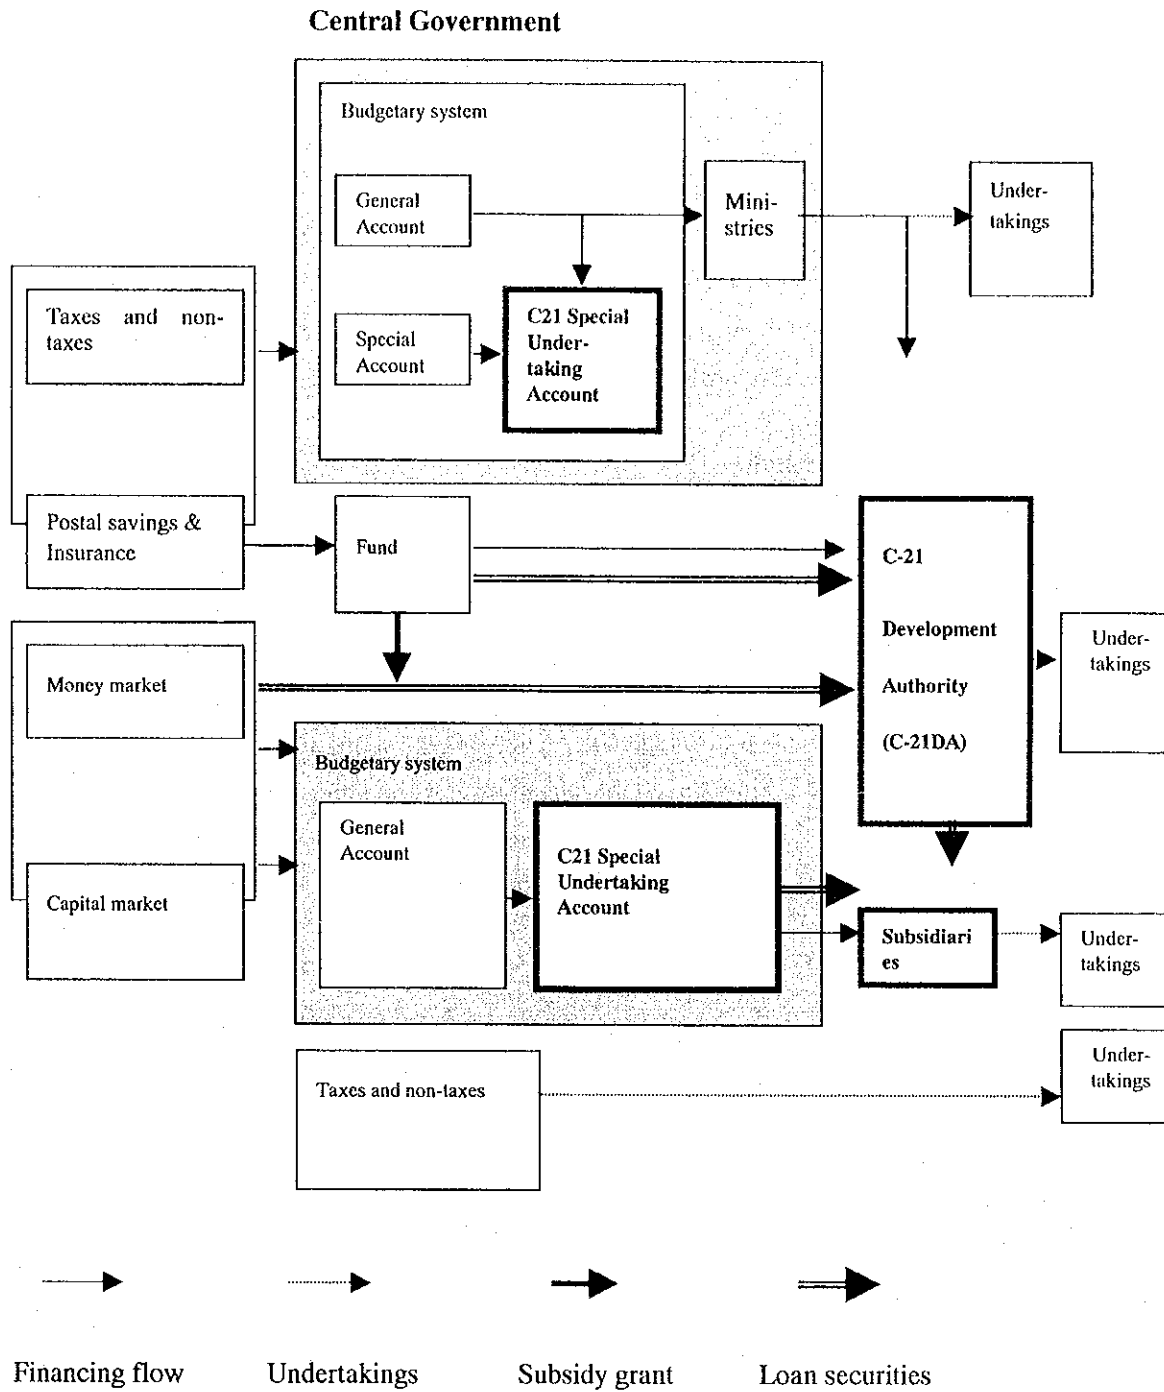 Central Government
Budgetary system
General
Account
Mini-
stries
Under-
takings
Taxes and non-
taxes
Special
Account
C21 Special
Under-
taking
Account
Postal savings &
Insurance
Fund
C-21
Development
Authority
(C-21DA)
Under-
takings
Money market
Budgetary system
General
Account
C21 Special
Undertaking
Account
Capital market
Subsidiari
es
Under-
takings
Taxes and non-taxes
Under-
takings
Financing flow
Undertakings
Subsidy grant
Loan securities